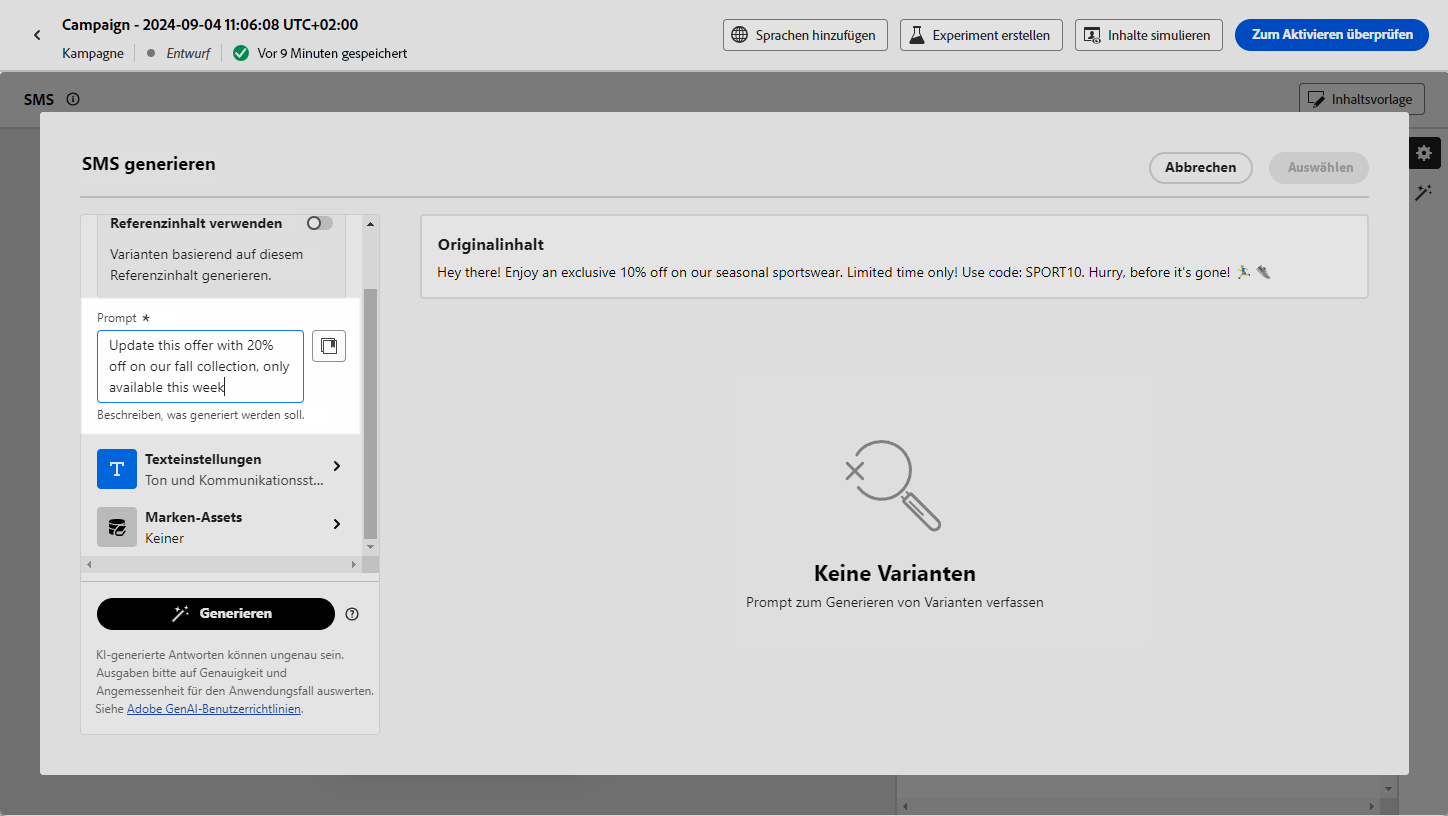 Campaign - 2024-09-04 11:06:08 UTC+02:00
Kampagne
Entwurf
Vor 9 Minuten gespeichert
Sprachen hinzufügen
Experiment erstellen
Inhalte simulieren
Zum Aktivieren überprüfen
SMS
Inhaltsvorlage
SMS generieren
Abbrechen
Auswählen
Referenzinhalt verwenden
Varianten basierend auf diesem
Referenzinhalt generieren.
Prompt *
Update this offer with 20%
off on our fall collection, only
available this week
Beschreiben, was generiert werden soll.
T
Texteinstellungen
Ton und Kommunikationsst...
Marken-Assets
Keiner
Generieren
KI-generierte Antworten können ungenau sein.
Ausgaben bitte auf Genauigkeit und
Angemessenheit für den Anwendungsfall auswerten.
Siehe Adobe GenAI-Benutzerrichtlinien.
Originalinhalt
Hey there! Enjoy an exclusive 10% off on our seasonal sportswear. Limited time only! Use code: SPORT10. Hurry, before it's gone! 🏃‍♂️ 👟
Keine Varianten
Prompt zum Generieren von Varianten verfassen